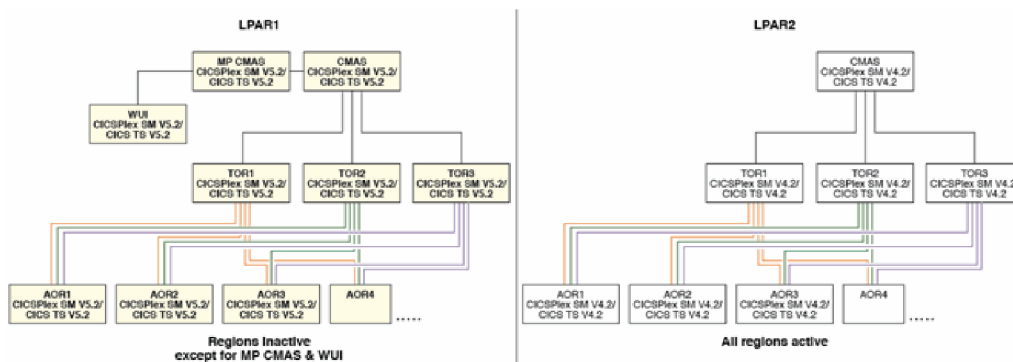 LPAR1
MP CMAS
CICSPlex SM V5.2/
CICS TS V5.2
CMAS
CICSPlex SM V5.2/
CICS TS V5.2
WUI
CICSPlex SM V5.2/
CICS TS V5.2
TOR1
CICSPlex SM V5.2/
CICS TS V5.2
TOR2
CICSPlex SM V5.2/
CICS TS V5.2
TOR3
CICSPlex SM V5.2/
CICS TS V5.2
AOR1
CICSPlex SM V5.2/
CICS TS V5.2
AOR2
CICSPlex SM V5.2/
CICS TS V5.2
AOR3
CICSPlex SM V5.2/
CICS TS V5.2
AOR4
.....
Regions Inactive
except for MP CMAS & WUI
LPAR2
CMAS
CICSPlex SM V4.2/
CICS TS V4.2
TOR1
CICSPlex SM V4.2/
CICS TS V4.2
TOR2
CICSPlex SM V4.2/
CICS TS V4.2
TOR3
CICSPlex SM V4.2/
CICS TS V4.2
AOR1
CICSPlex SM V4.2/
CICS TS V4.2
AOR2
CICSPlex SM V4.2/
CICS TS V4.2
AOR3
CICSPlex SM V4.2/
CICS TS V4.2
AOR4
.....
All regions active